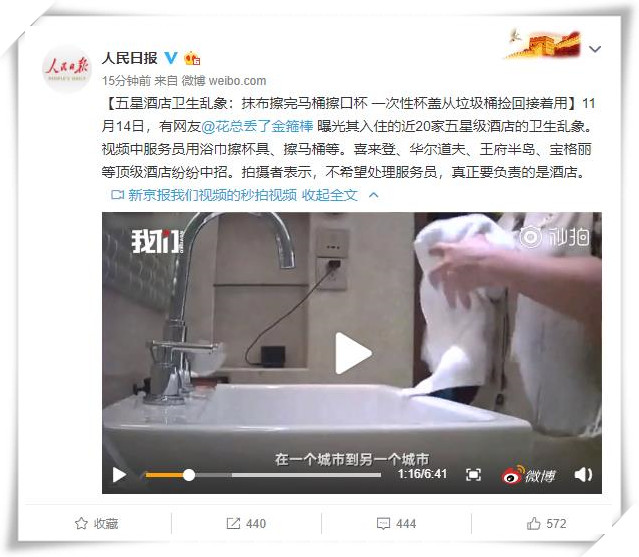 人民日报
人民日报
15分钟前 来自 微博 weibo.com
【五星酒店卫生乱象：抹布擦完马桶擦口杯 一次性杯盖从垃圾桶捡回接着用】11
月14日，有网友@花总丢了金箍棒 曝光其入住的近20家五星级酒店的卫生乱象。
视频中服务员用浴巾擦杯具、擦马桶等。喜来登、华尔道夫、王府半岛、宝格丽
等顶级酒店纷纷中招。拍摄者表示，不希望处理服务员，真正要负责的是酒店。
新京报我们视频的秒拍视频 收起全文
我们
秒拍
在一个城市到另一个城市
1:16/6:41
微博
收藏
440
444
572